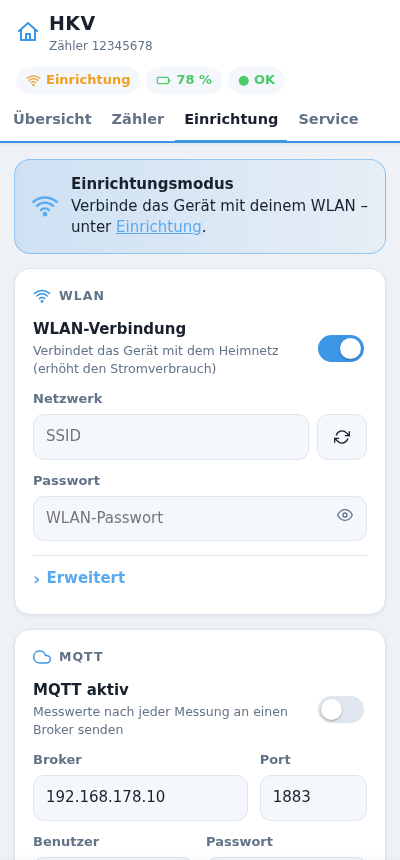 HKV
Zähler 12345678
Einrichtung
78 %
OK
Übersicht Zähler Einrichtung Service
Einrichtungsmodus
Verbinde das Gerät mit deinem WLAN –
unter Einrichtung.
WLAN
WLAN-Verbindung
Verbindet das Gerät mit dem Heimnetz
(erhöht den Stromverbrauch)
Netzwerk
SSID
Passwort
WLAN-Passwort
› Erweitert
MQTT
MQTT aktiv
Messwerte nach jeder Messung an einen
Broker senden
Broker Port
192.168.178.10 1883
Benutzer Passwort